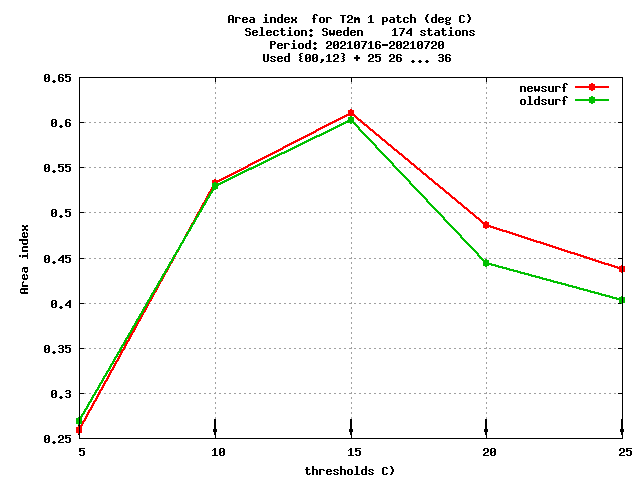 Area index  for T2m 1 patch (deg C)
Selection: Sweden    174 stations
Period: 20210716-20210720
Used {00,12} + 25 26 ... 36
newsurf
oldsurf
0.65
0.6
0.55
0.5
0.45
0.4
0.35
0.3
0.25
Area index
5 10 15 20 25
thresholds C)